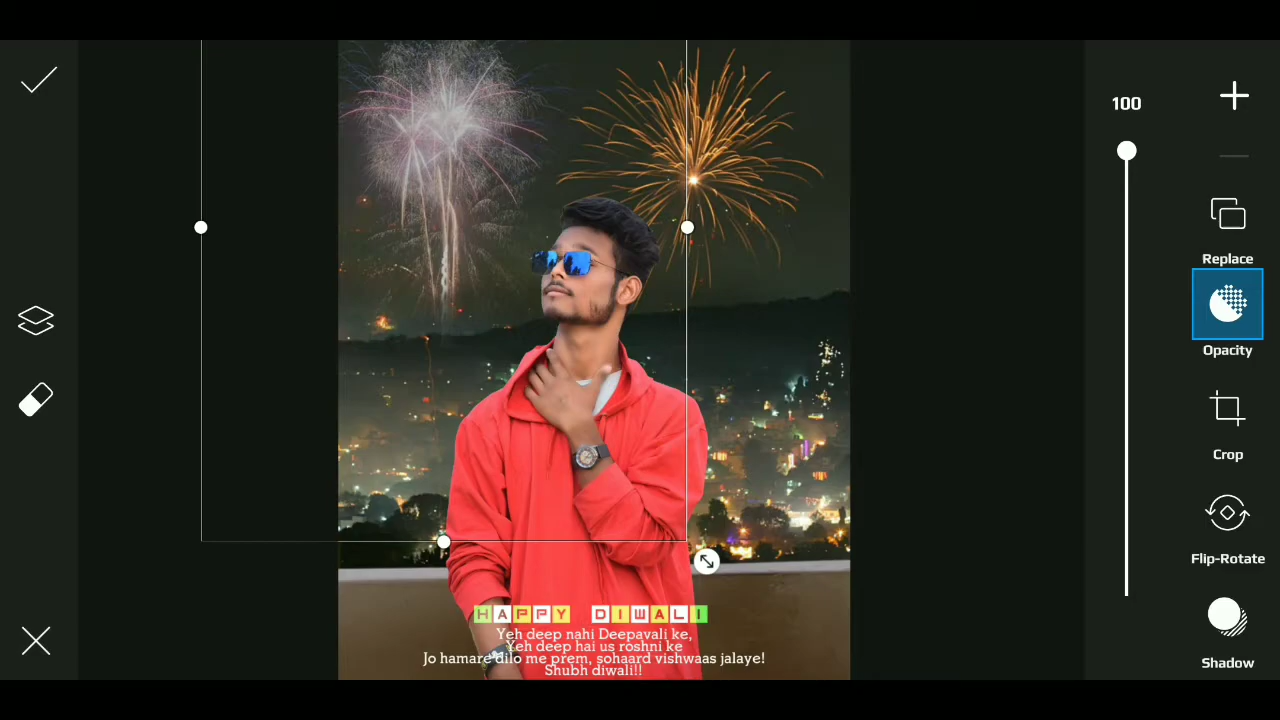 100
Replace
Opacity
Crop
Flip-Rotate
Shadow
HAPPY DIWALI
Yeh deep nahi Deepavali ke,
Yeh deep hai us roshni ke
Jo hamare dilo me prem, sohaard vishwaas jalaye!
Shubh diwali!!